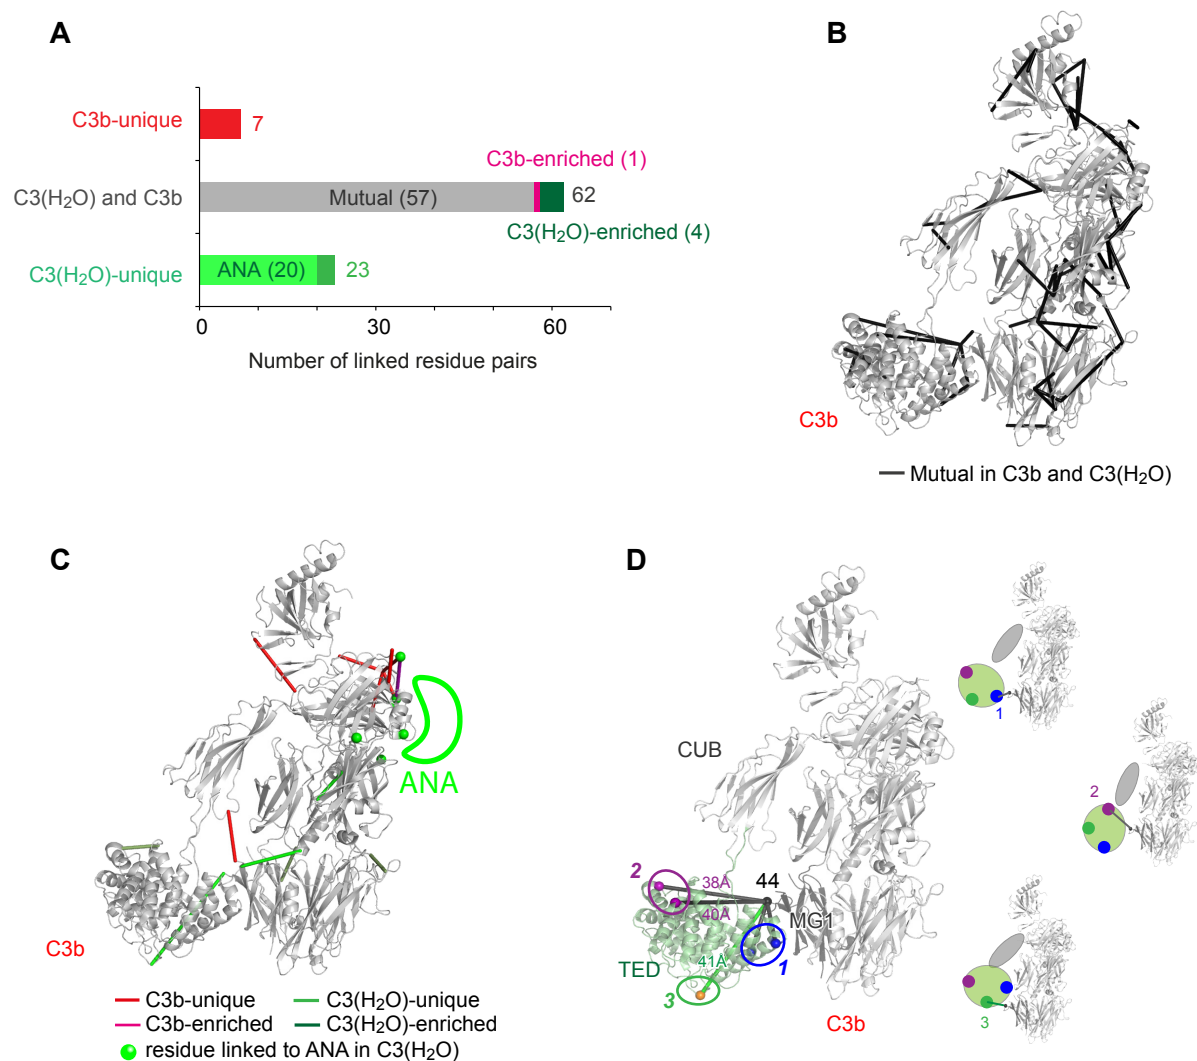 A
C3b-unique
7
C3b-enriched (1)
C3(H₂O) and C3b
Mutual (57)
62
C3(H₂O)-enriched (4)
C3(H₂O)-unique
ANA (20)
23
0
30
60
Number of linked residue pairs
B
C3b
Mutual in C3b and C3(H₂O)
C
ANA
C3b
C3b-unique
C3(H₂O)-unique
C3b-enriched
C3(H₂O)-enriched
residue linked to ANA in C3(H₂O)
D
CUB
2
38Å
44
40Å
MG1
TED
41Å
1
3
C3b
1
2
3